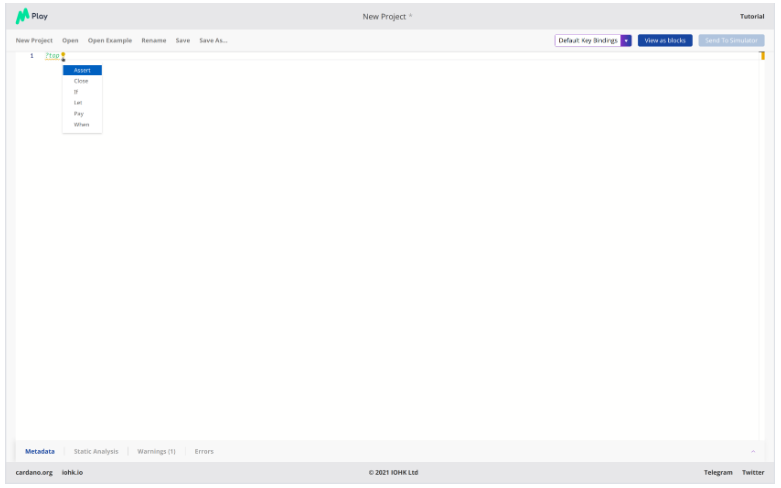 Play
New Project *
Tutorial
New Project Open Open Example Rename Save Save As...
Default Key Bindings
View as blocks
Send To Simulator
1 ?top
Assert
Close
If
Let
Pay
When
Metadata Static Analysis Warnings (1) Errors
cardano.org iohk.io
© 2021 IOHK Ltd
Telegram Twitter